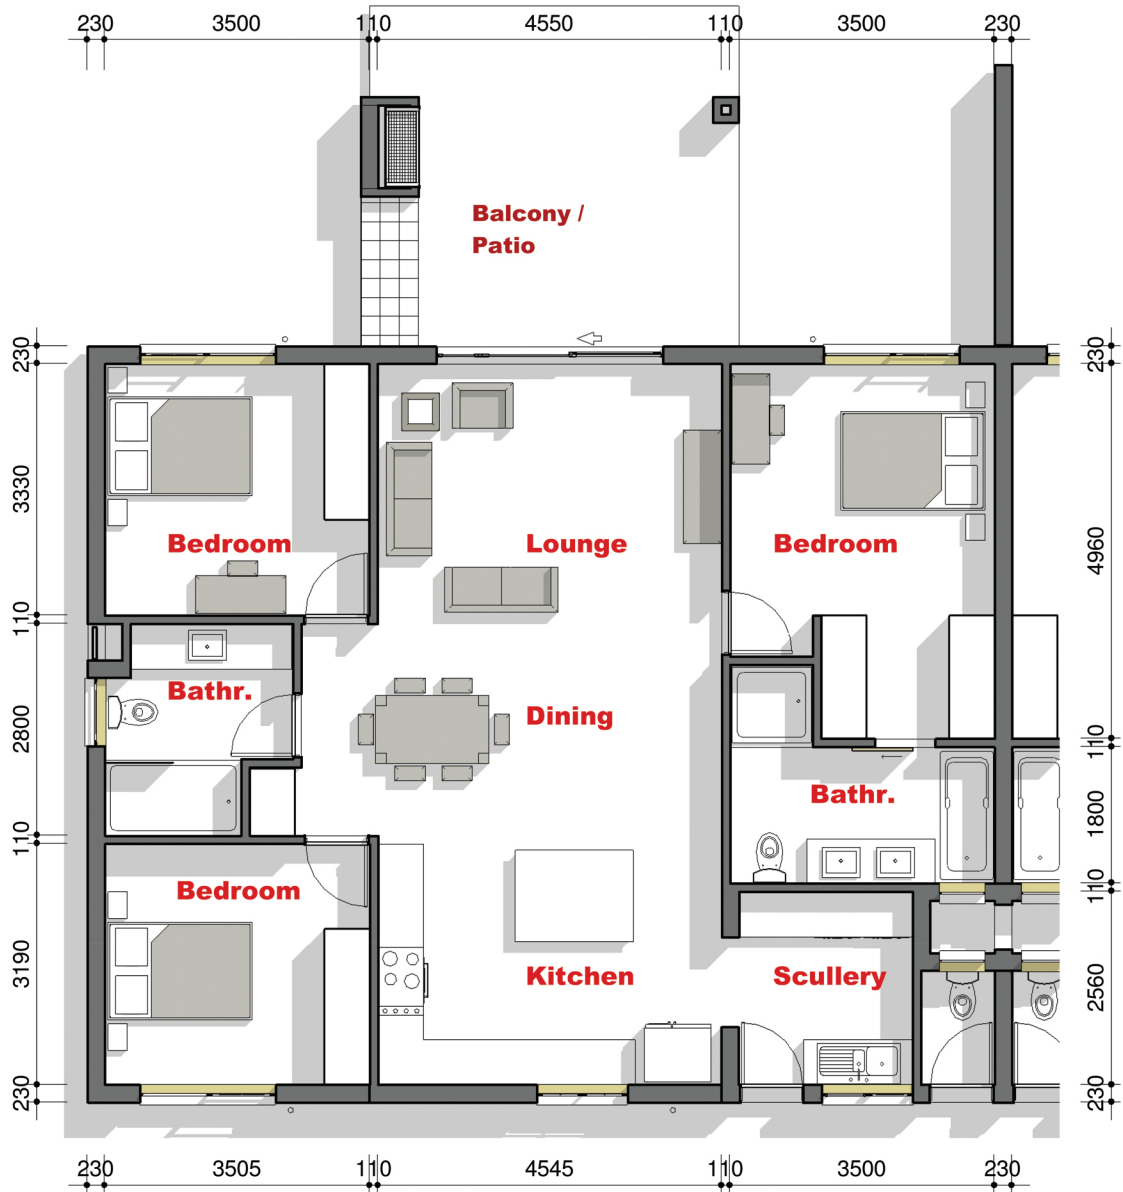 230 3500 110 4550 110 3500 230
Balcony /
Patio
230 230
3330
Bedroom Lounge Bedroom
4960
110
Bathr.
Dining
2800
110
Bathr.
1800
110
110
Bedroom
3190
Kitchen Scullery
2560
230 230
230 3505 110 4545 110 3500 230